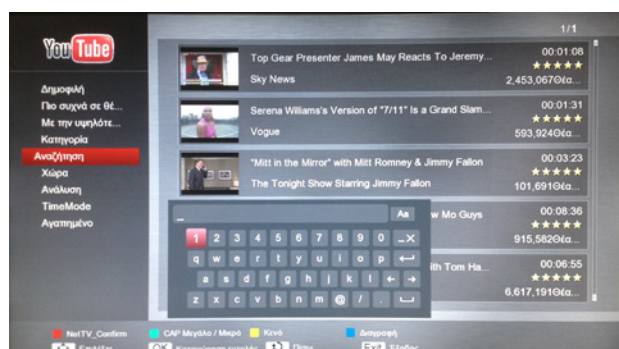 1/1
YouTube
Δημοφιλή
Πιο συχνά σε θέ...
Με την υψηλότε...
Κατηγορία
Αναζήτηση
Χώρα
Ανάλυση
TimeMode
Αγαπημένο
Top Gear Presenter James May Reacts To Jeremy...
00:01:08
Sky News
2,453,067Θέα...
Serena Williams's Version of "7/11" Is a Grand Slam...
00:01:31
Vogue
593,924Θέα...
"Mitt in the Mirror" with Mitt Romney & Jimmy Fallon
00:03:23
The Tonight Show Starring Jimmy Fallon
101,691Θέα...
w Mo Guys
00:08:36
915,582Θέα...
ith Tom Ha...
00:06:55
6,617,191Θέα...
_ Aa
1 2 3 4 5 6 7 8 9 0 _X
q w e r t y u i o p
a s d f g h j k l
z x c v b n m @ / .
NetTV_Confirm CAP Μεγάλο / Μικρό Κενό Διαγραφή
OK Πίσω Exit Έξοδος